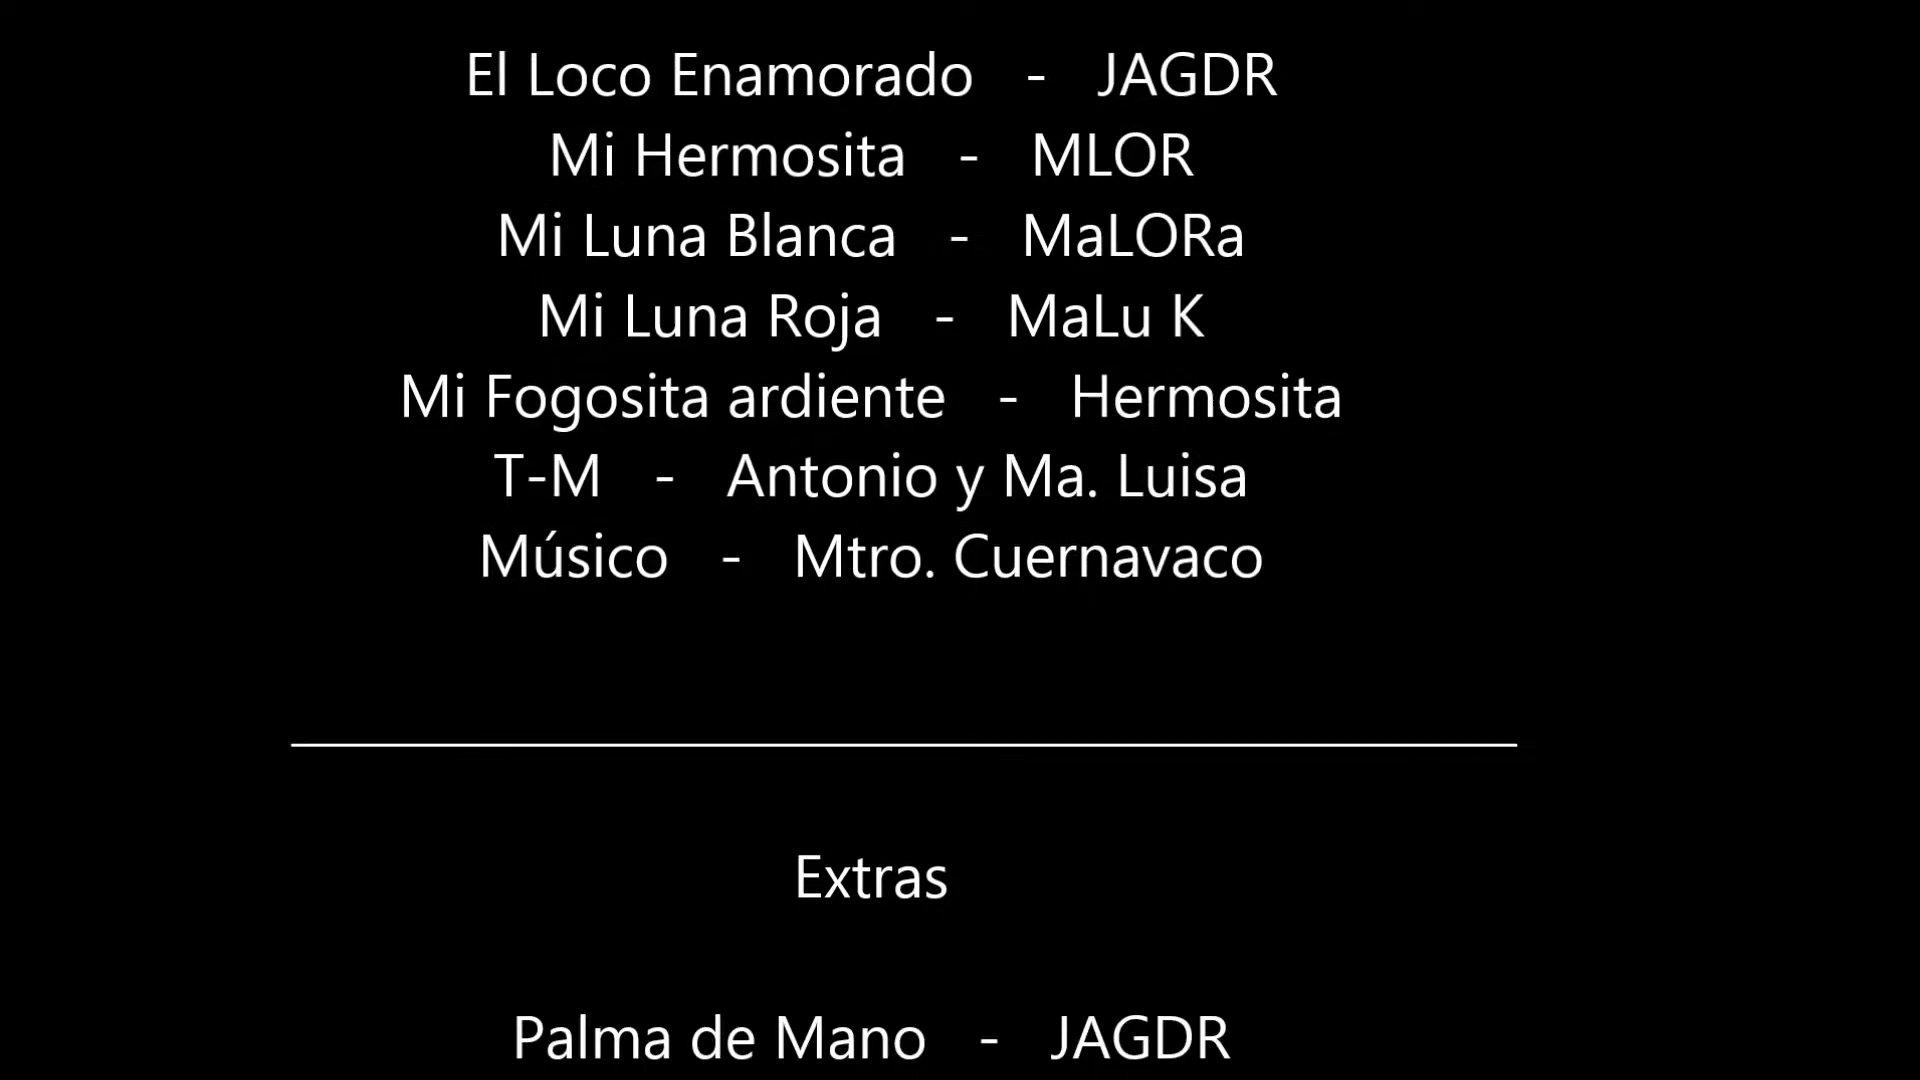 El Loco Enamorado - JAGDR
Mi Hermosita - MLOR
Mi Luna Blanca - MaLORa
Mi Luna Roja - MaLu K
Mi Fogosita ardiente - Hermosita
T-M - Antonio y Ma. Luisa
Músico - Mtro. Cuernavaco
Extras
Palma de Mano - JAGDR